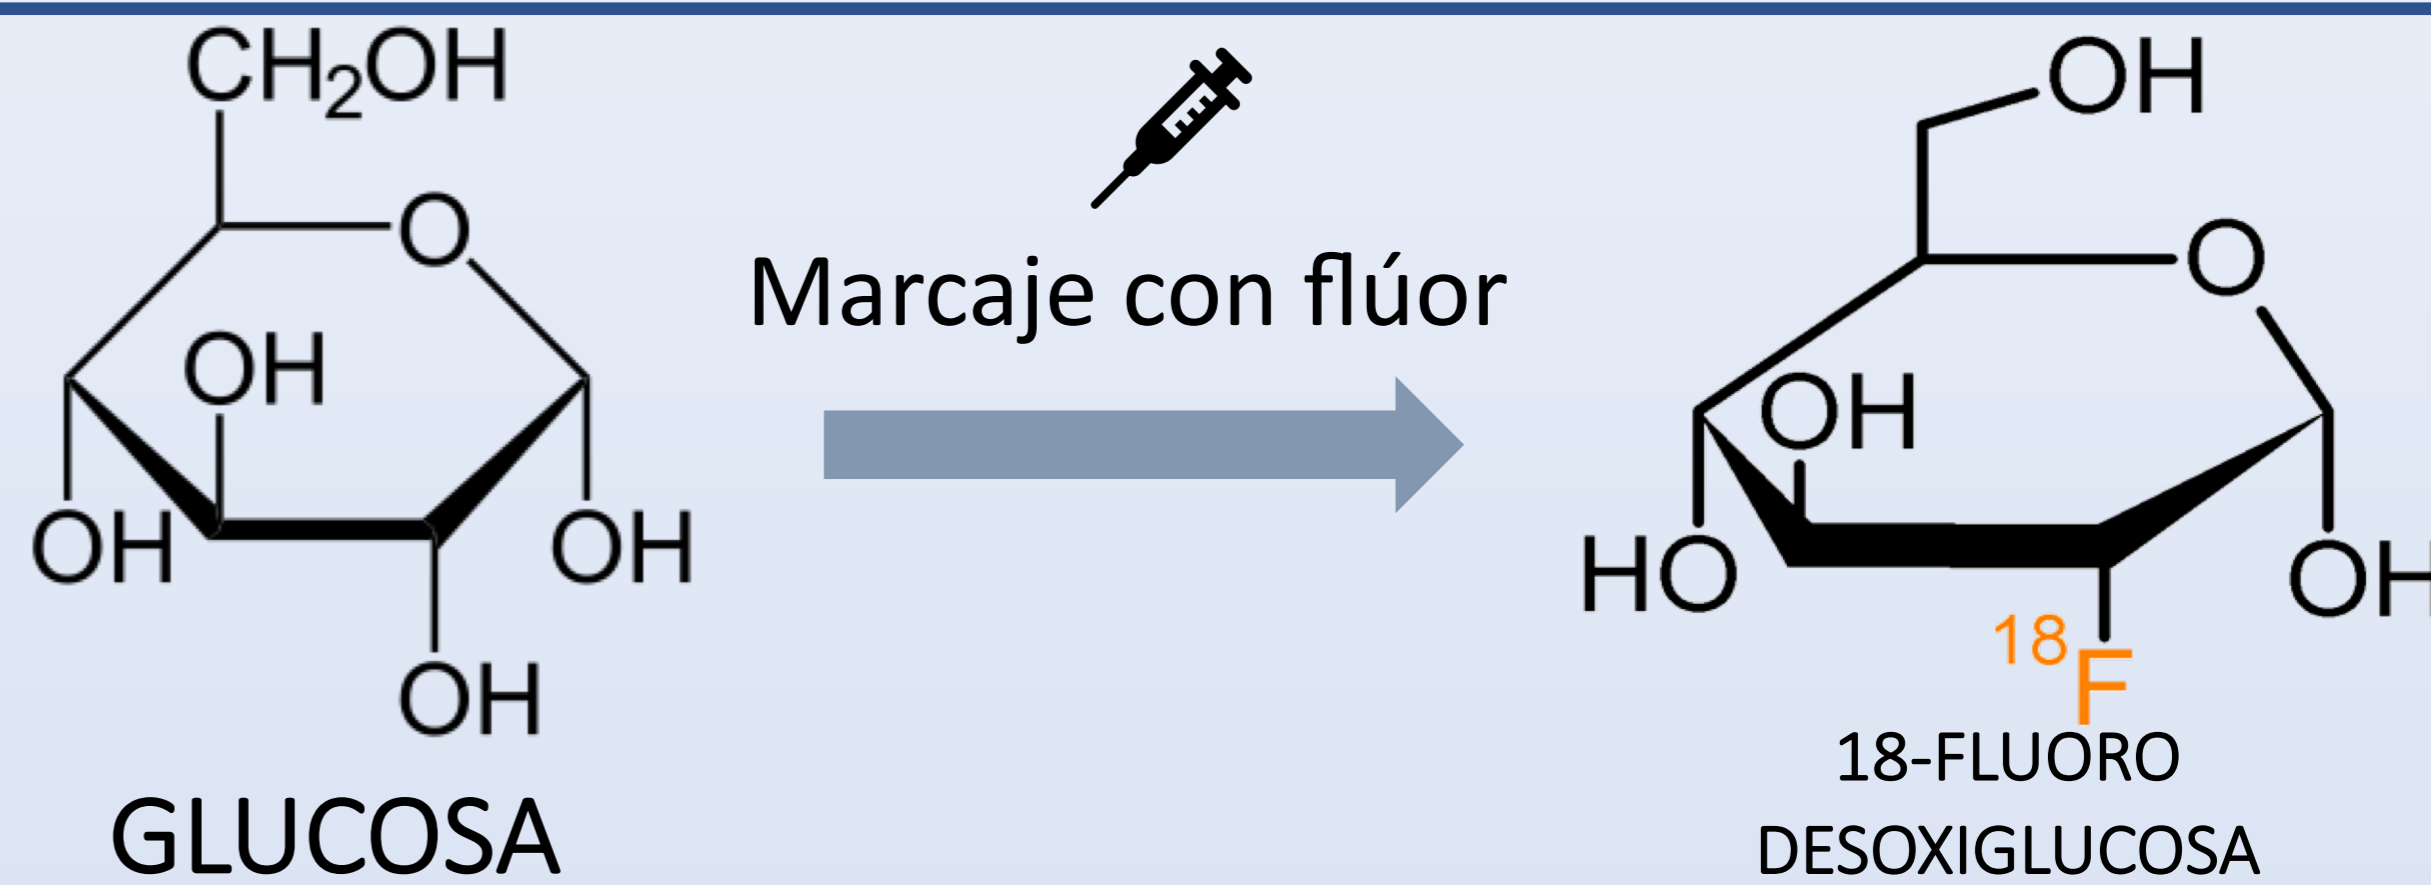 CH₂OH
O
OH
OH
OH
OH
GLUCOSA
Marcaje con flúor
OH
O
OH
HO
OH
¹⁸F
18-FLUORO
DESOXIGLUCOSA